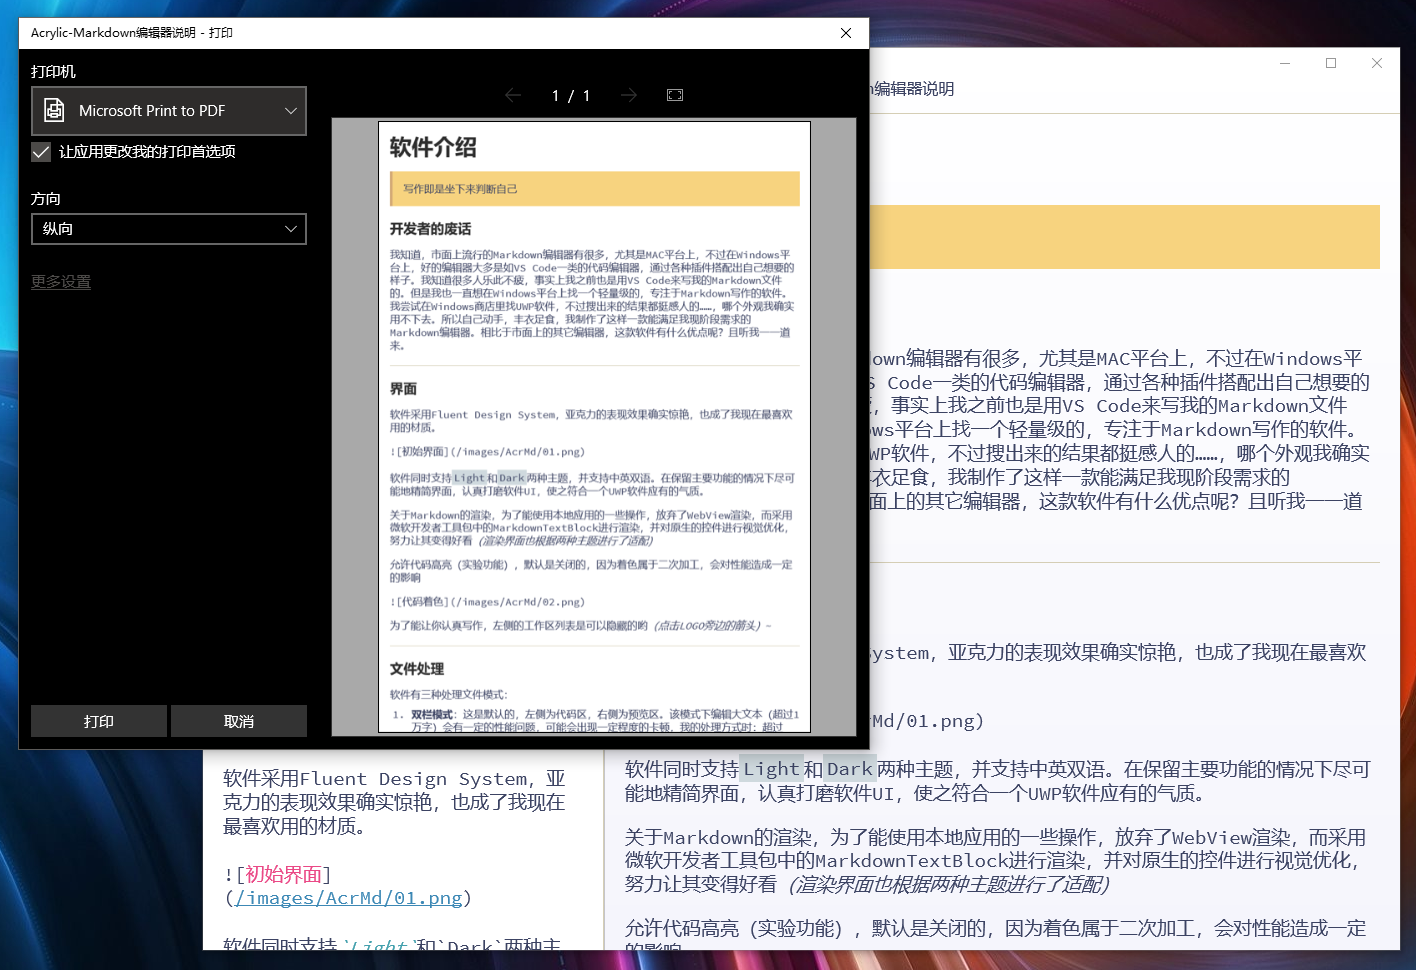 Acrylic-Markdown编辑器说明 - 打印
打印机
Microsoft Print to PDF
让应用更改我的打印首选项
方向
纵向
更多设置
打印
取消
1 / 1
软件介绍
写作即是坐下来判断自己
开发者的废话
我知道，市面上流行的Markdown编辑器有很多，尤其是MAC平台上，不过在Windows平
台上，好的编辑器大多是如VS Code一类的代码编辑器，通过各种插件搭配出自己想要的
样子。我知道很多人乐此不疲，事实上我之前也是用VS Code来写我的Markdown文件
的。但是我也一直想在Windows平台上找一个轻量级的，专注于Markdown写作的软件。
我尝试在Windows商店里找UWP软件，不过搜出来的结果都挺感人的……，哪个外观我确实
用不下去。所以自己动手，丰衣足食，我制作了这样一款能满足我现阶段需求的
Markdown编辑器。相比于市面上的其它编辑器，这款软件有什么优点呢？且听我一一道
来。
界面
软件采用Fluent Design System，亚克力的表现效果确实惊艳，也成了我现在最喜欢
用的材质。
![初始界面](/images/AcrMd/01.png)
软件同时支持Light和Dark两种主题，并支持中英双语。在保留主要功能的情况下尽可
能地精简界面，认真打磨软件UI，使之符合一个UWP软件应有的气质。
关于Markdown的渲染，为了能使用本地应用的一些操作，放弃了WebView渲染，而采用
微软开发者工具包中的MarkdownTextBlock进行渲染，并对原生的控件进行视觉优化，
努力让其变得好看（渲染界面也根据两种主题进行了适配）
允许代码高亮（实验功能），默认是关闭的，因为着色属于二次加工，会对性能造成一定
的影响
![代码着色](/images/AcrMd/02.png)
为了能让你认真写作，左侧的工作区列表是可以隐藏的哟（点击LOGO旁边的箭头）~
文件处理
软件有三种处理文件模式：
1. 双栏模式：这是默认的，左侧为代码区，右侧为预览区。该模式下编辑大文本（超过1
万字）会有一定的性能问题，可能会出现一定程度的卡顿，我的处理方式时：超过
编辑器说明
own编辑器有很多，尤其是MAC平台上，不过在Windows平
S Code一类的代码编辑器，通过各种插件搭配出自己想要的
，事实上我之前也是用VS Code来写我的Markdown文件
ws平台上找一个轻量级的，专注于Markdown写作的软件。
WP软件，不过搜出来的结果都挺感人的……，哪个外观我确实
衣足食，我制作了这样一款能满足我现阶段需求的
面上的其它编辑器，这款软件有什么优点呢？且听我一一道
System，亚克力的表现效果确实惊艳，也成了我现在最喜欢
rMd/01.png)
软件同时支持Light和Dark两种主题，并支持中英双语。在保留主要功能的情况下尽可
能地精简界面，认真打磨软件UI，使之符合一个UWP软件应有的气质。
关于Markdown的渲染，为了能使用本地应用的一些操作，放弃了WebView渲染，而采用
微软开发者工具包中的MarkdownTextBlock进行渲染，并对原生的控件进行视觉优化，
努力让其变得好看（渲染界面也根据两种主题进行了适配）
允许代码高亮（实验功能），默认是关闭的，因为着色属于二次加工，会对性能造成一定
的影响
软件采用Fluent Design System，亚
克力的表现效果确实惊艳，也成了我现在
最喜欢用的材质。
![初始界面]
(/images/AcrMd/01.png)
软件同时支持`Light`和`Dark`两种主